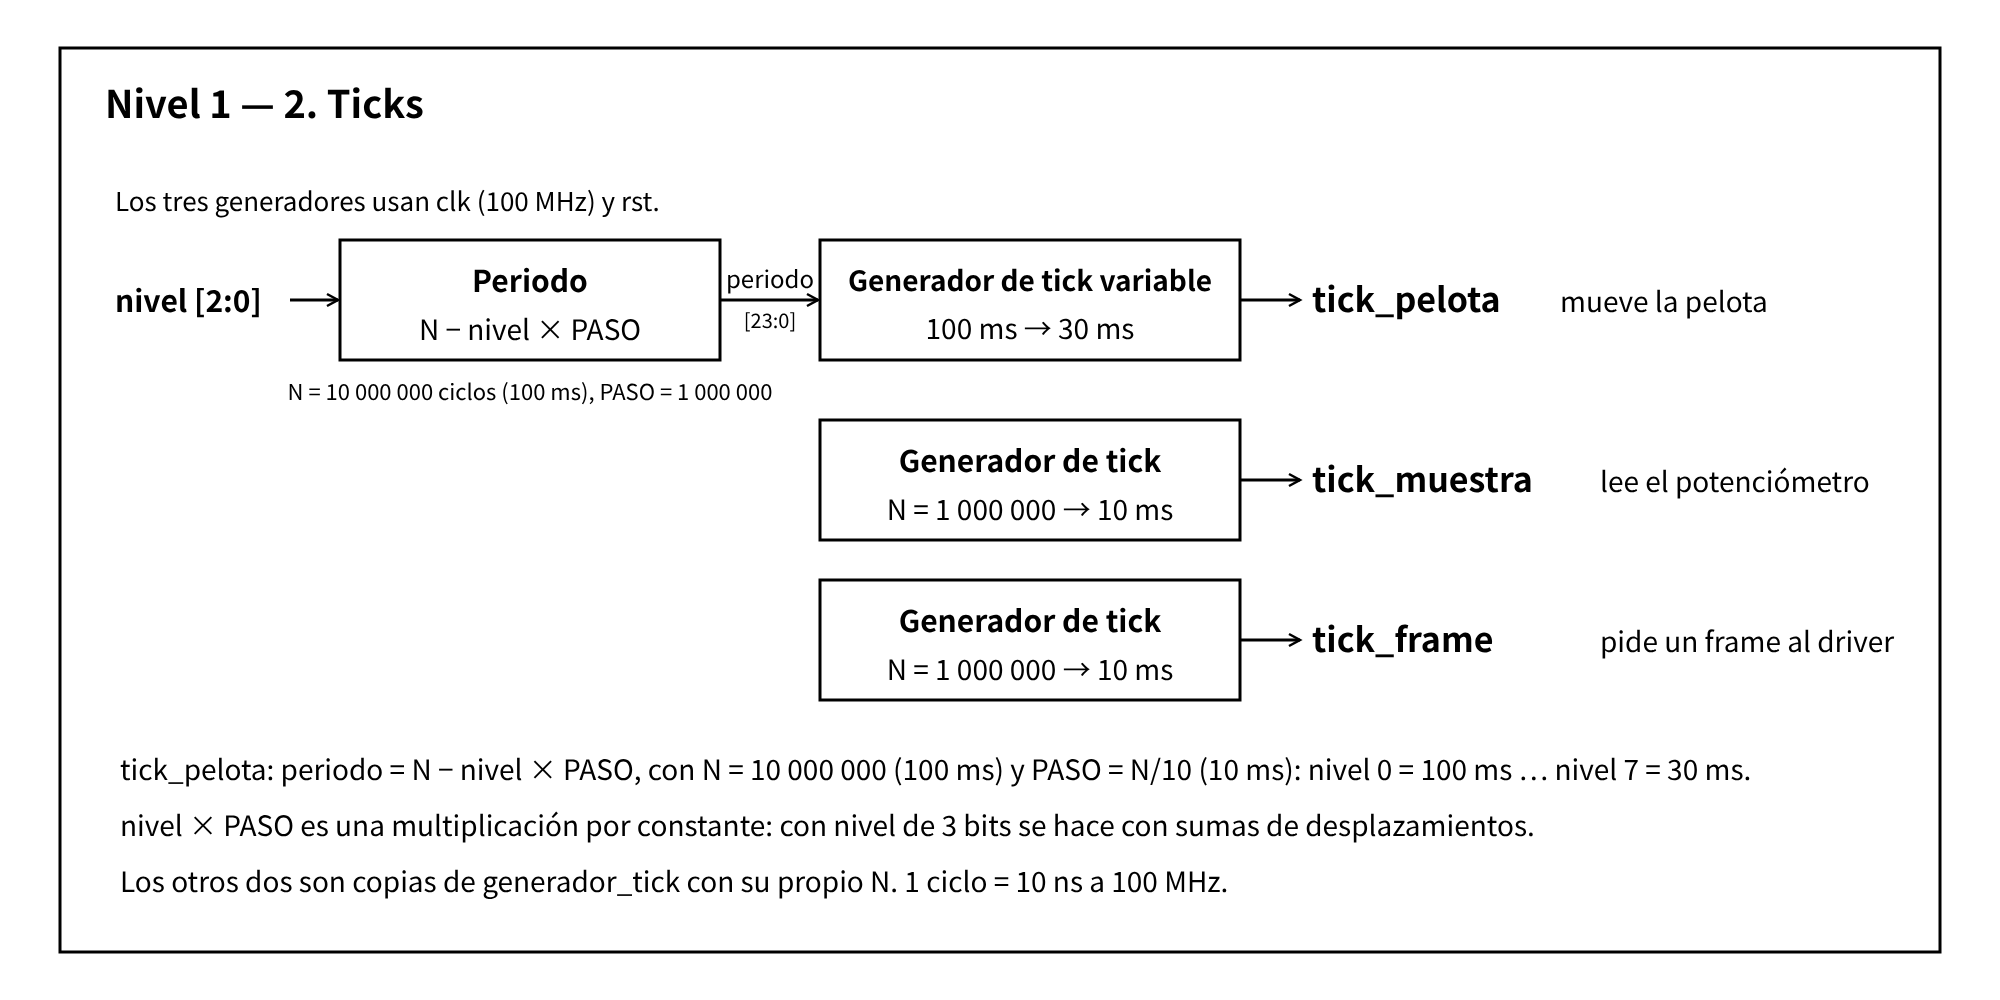 Nivel 1 — 2. Ticks
Los tres generadores usan clk (100 MHz) y rst.
nivel [2:0]
Periodo
N − nivel × PASO
periodo
[23:0]
Generador de tick variable
100 ms → 30 ms
tick_pelota
mueve la pelota
N = 10 000 000 ciclos (100 ms), PASO = 1 000 000
Generador de tick
N = 1 000 000 → 10 ms
tick_muestra
lee el potenciómetro
Generador de tick
N = 1 000 000 → 10 ms
tick_frame
pide un frame al driver
tick_pelota: periodo = N − nivel × PASO, con N = 10 000 000 (100 ms) y PASO = N/10 (10 ms): nivel 0 = 100 ms … nivel 7 = 30 ms.
nivel × PASO es una multiplicación por constante: con nivel de 3 bits se hace con sumas de desplazamientos.
Los otros dos son copias de generador_tick con su propio N. 1 ciclo = 10 ns a 100 MHz.